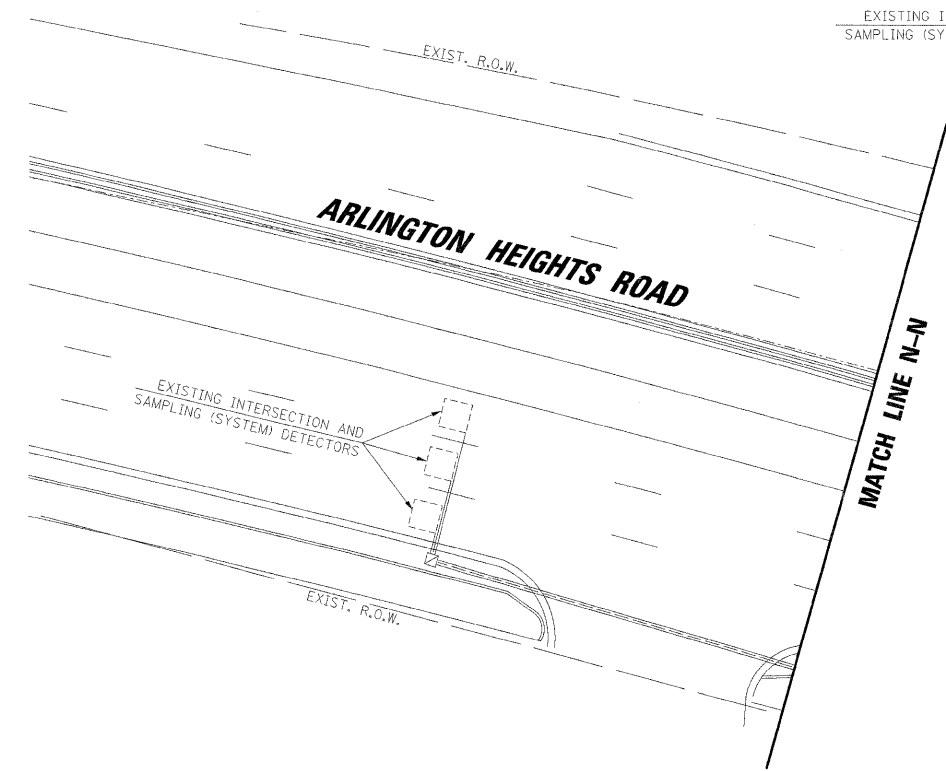 EXISTING I
SAMPLING (SY
EXIST. R.O.W.
ARLINGTON HEIGHTS ROAD
MATCH LINE N-N
EXISTING INTERSECTION AND
SAMPLING (SYSTEM) DETECTORS
EXIST. R.O.W.